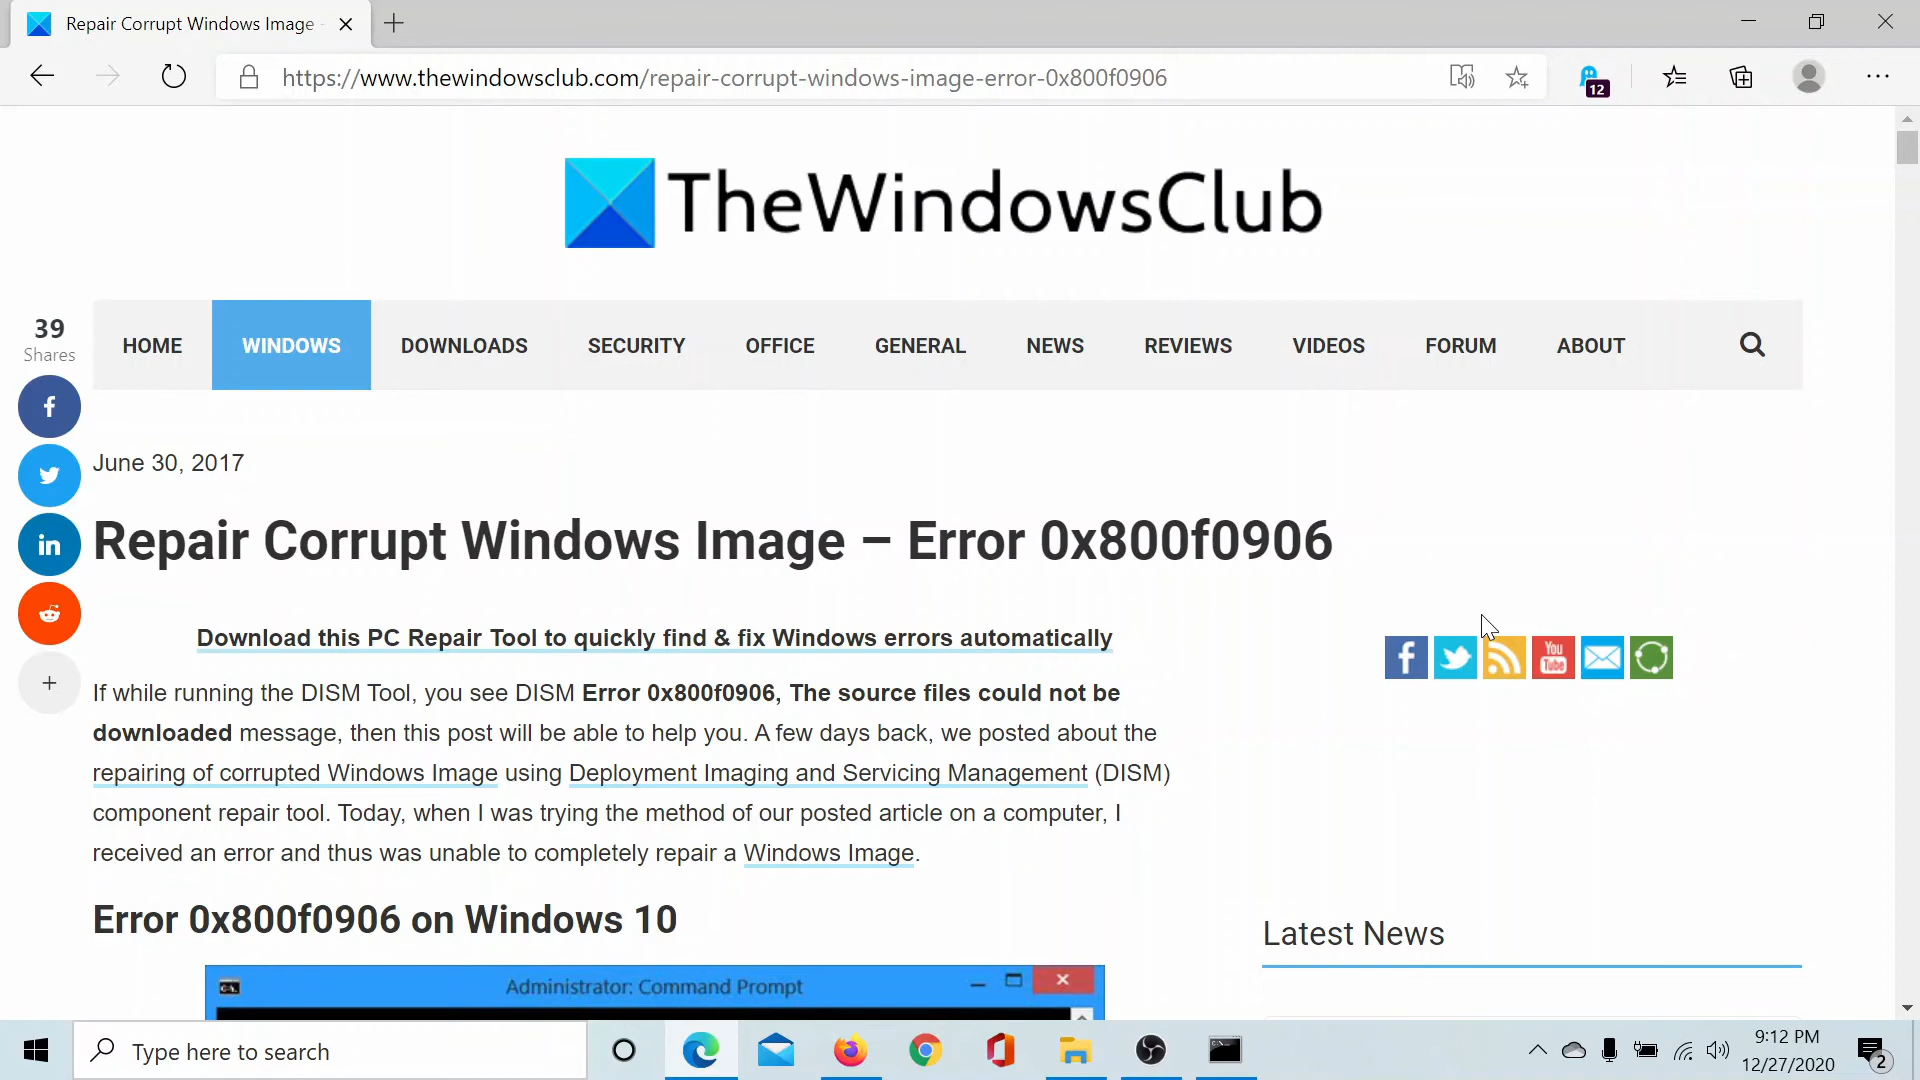 Repair Corrupt Windows Image
https://www.thewindowsclub.com/repair-corrupt-windows-image-error-0x800f0906
12
TheWindowsClub
HOME WINDOWS DOWNLOADS SECURITY OFFICE GENERAL NEWS REVIEWS VIDEOS FORUM ABOUT
39
Shares
June 30, 2017
Repair Corrupt Windows Image – Error 0x800f0906
Download this PC Repair Tool to quickly find & fix Windows errors automatically
You
Tube
If while running the DISM Tool, you see DISM Error 0x800f0906, The source files could not be
downloaded message, then this post will be able to help you. A few days back, we posted about the
repairing of corrupted Windows Image using Deployment Imaging and Servicing Management (DISM)
component repair tool. Today, when I was trying the method of our posted article on a computer, I
received an error and thus was unable to completely repair a Windows Image.
Error 0x800f0906 on Windows 10
Latest News
Administrator: Command Prompt
Type here to search
9:12 PM
12/27/2020
2